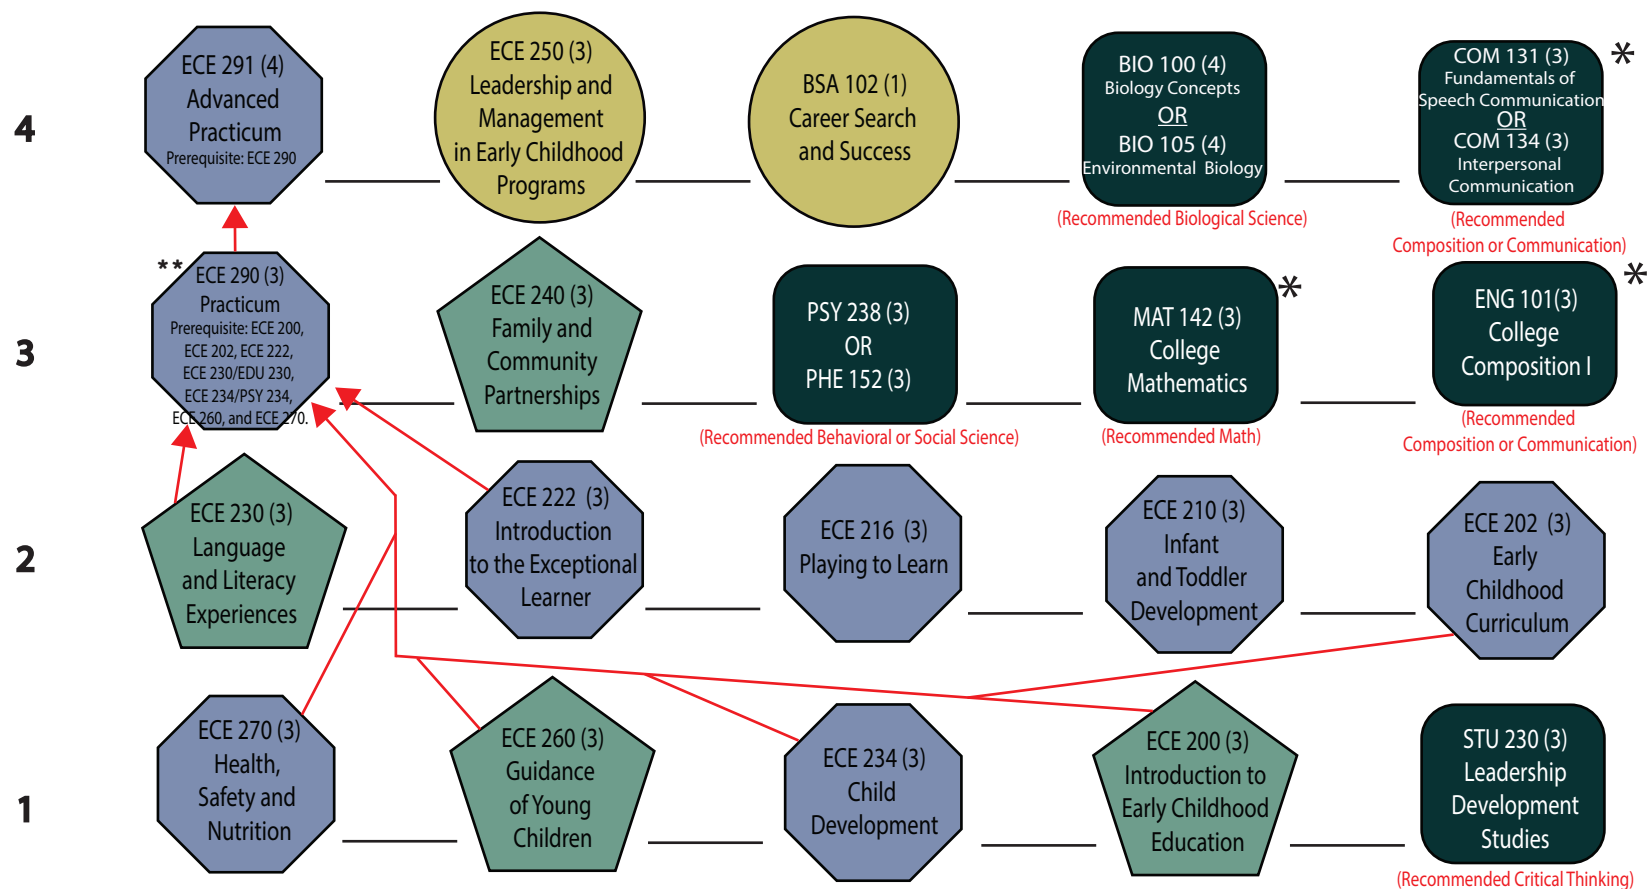 4
ECE 291 (4)
Advanced
Practicum
Prerequisite: ECE 290
ECE 250 (3)
Leadership and
Management
in Early Childhood
Programs
BSA 102 (1)
Career Search
and Success
BIO 100 (4)
Biology Concepts
OR
BIO 105 (4)
Environmental Biology
(Recommended Biological Science)
*
COM 131 (3)
Fundamentals of
Speech Communication
OR
COM 134 (3)
Interpersonal
Communication
(Recommended
Composition or Communication)
3
**
ECE 290 (3)
Practicum
Prerequisite: ECE 200,
ECE 202, ECE 222,
ECE 230/EDU 230,
ECE 234/PSY 234,
ECE 260, and ECE 270.
ECE 240 (3)
Family and
Community
Partnerships
PSY 238 (3)
OR
PHE 152 (3)
(Recommended Behavioral or Social Science)
*
MAT 142 (3)
College
Mathematics
(Recommended Math)
*
ENG 101(3)
College
Composition I
(Recommended
Composition or Communication)
2
ECE 230 (3)
Language
and Literacy
Experiences
ECE 222 (3)
Introduction
to the Exceptional
Learner
ECE 216 (3)
Playing to Learn
ECE 210 (3)
Infant
and Toddler
Development
ECE 202 (3)
Early
Childhood
Curriculum
1
ECE 270 (3)
Health,
Safety and
Nutrition
ECE 260 (3)
Guidance
of Young
Children
ECE 234 (3)
Child
Development
ECE 200 (3)
Introduction to
Early Childhood
Education
STU 230 (3)
Leadership
Development
Studies
(Recommended Critical Thinking)